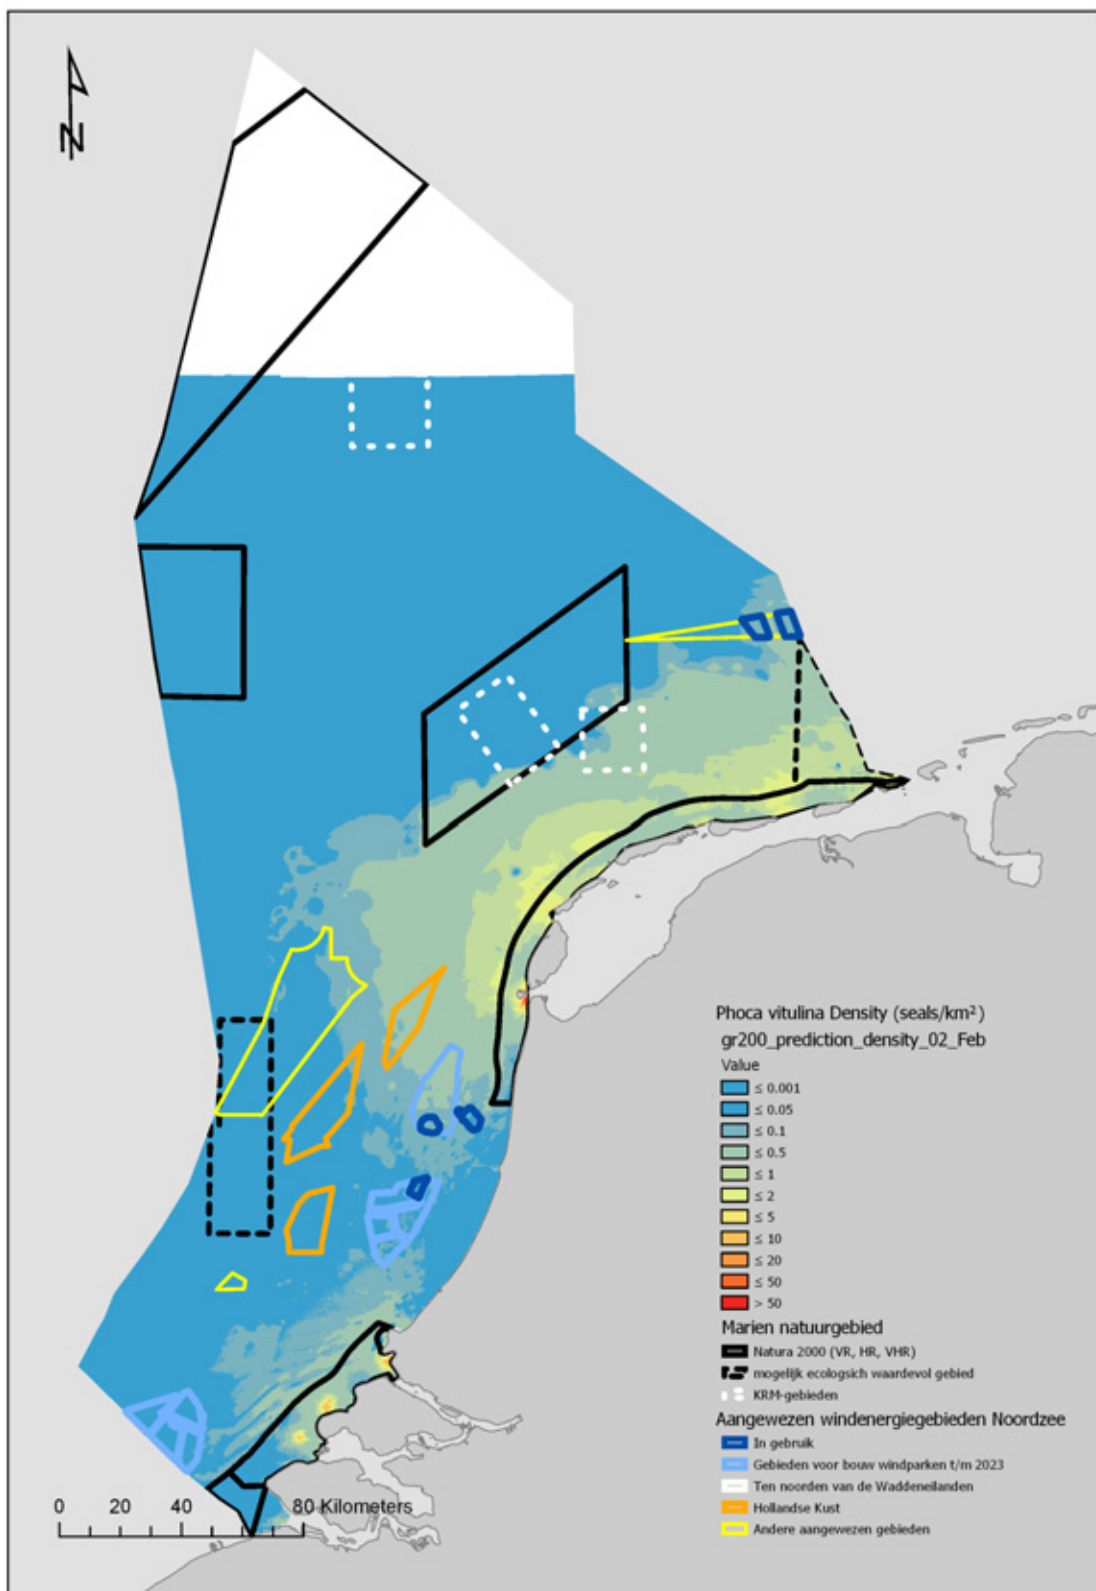 N
Phoca vitulina Density (seals/km²)
gr200_prediction_density_02_Feb
Value
≤ 0.001
≤ 0.05
≤ 0.1
≤ 0.5
≤ 1
≤ 2
≤ 5
≤ 10
≤ 20
≤ 50
> 50
Marien natuurgebied
Natura 2000 (VR, HR, VHR)
mogelijk ecologsich waardevol gebied
KRM-gebieden
Aangewezen windenergiegebieden Noordzee
In gebruik
Gebieden voor bouw windparken t/m 2023
Ten noorden van de Waddeneilanden
Hollandse Kust
Andere aangewezen gebieden
0 20 40 80 Kilometers